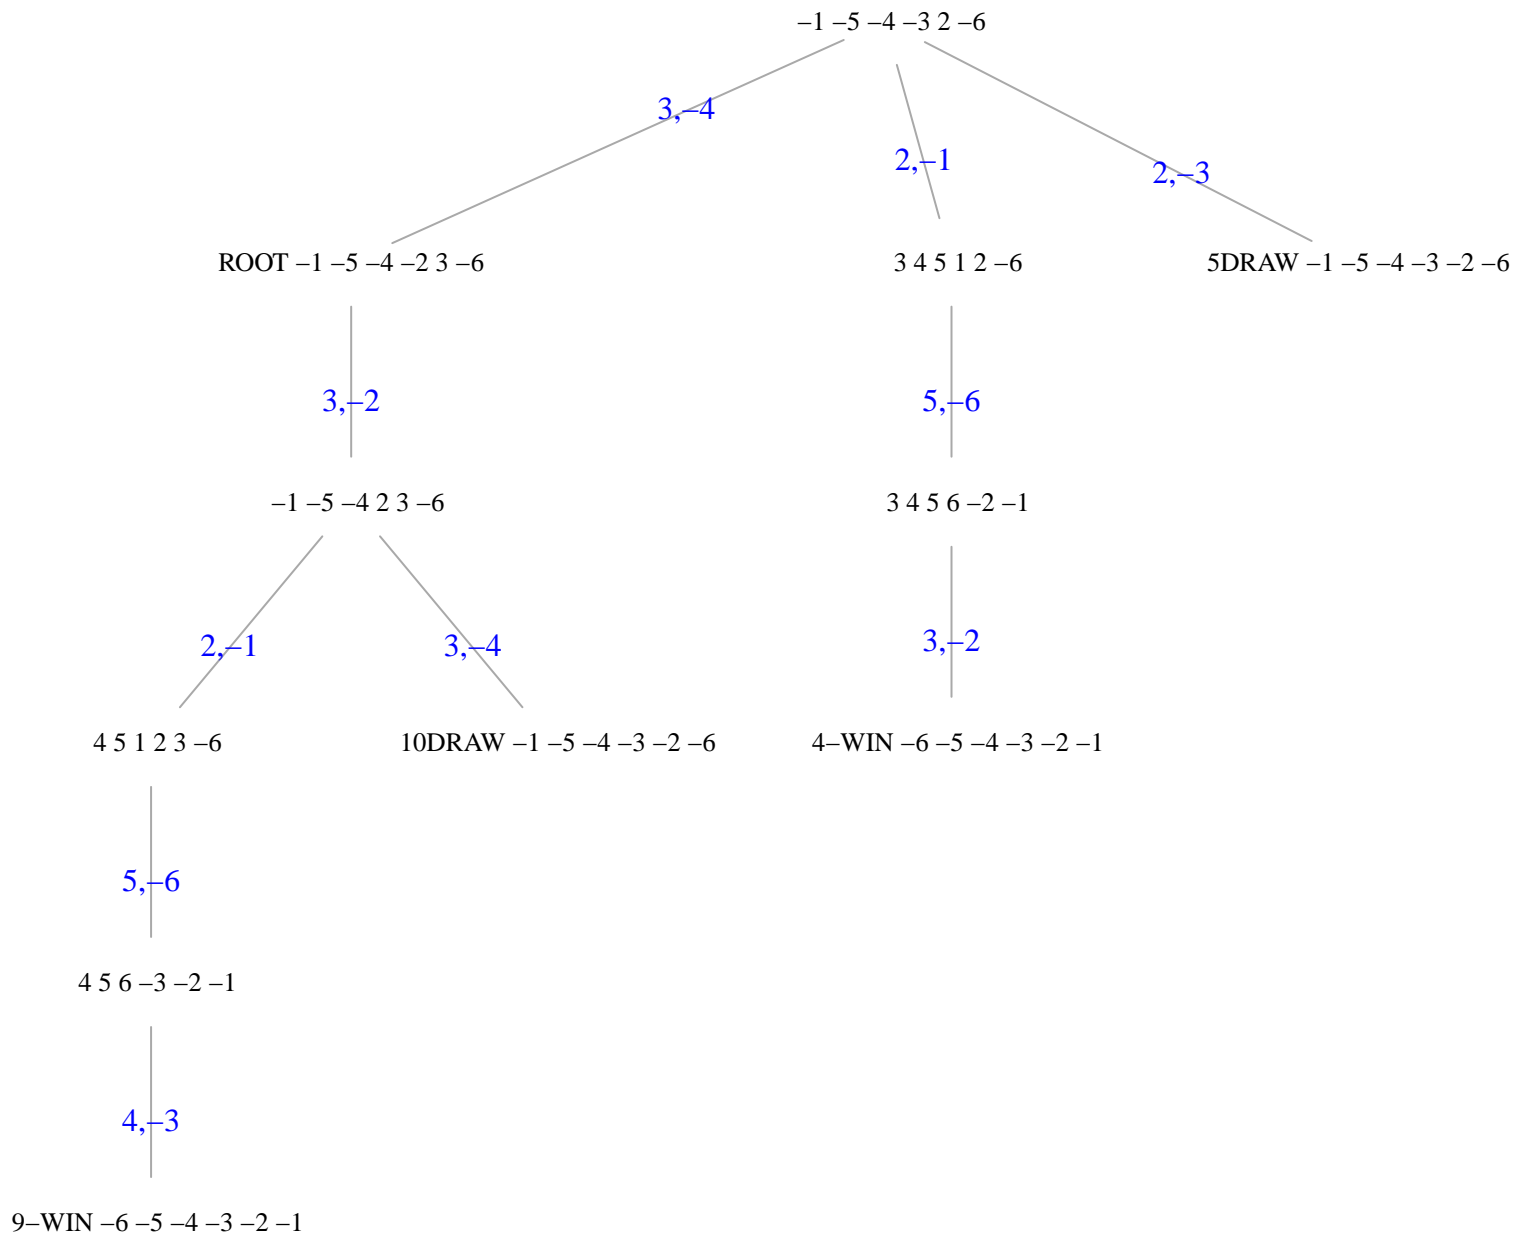 –1 –5 –4 –3 2 –6
3,–4
2,–1
2,–3
ROOT –1 –5 –4 –2 3 –6
3 4 5 1 2 –6
5DRAW –1 –5 –4 –3 –2 –6
3,–2
5,–6
–1 –5 –4 2 3 –6
3 4 5 6 –2 –1
2,–1
3,–4
3,–2
4 5 1 2 3 –6
10DRAW –1 –5 –4 –3 –2 –6
4–WIN –6 –5 –4 –3 –2 –1
5,–6
4 5 6 –3 –2 –1
4,–3
9–WIN –6 –5 –4 –3 –2 –1